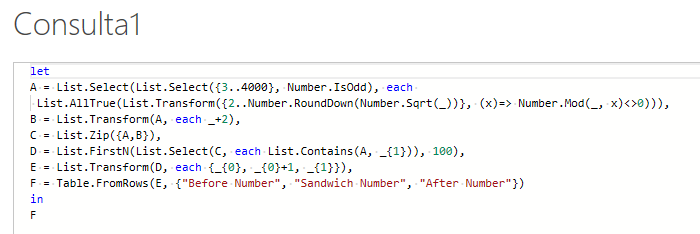 Consulta1
let
A = List.Select(List.Select({3..4000}, Number.IsOdd), each
List.AllTrue(List.Transform({2..Number.RoundDown(Number.Sqrt(_))}, (x)=> Number.Mod(_, x)<>0))),
B = List.Transform(A, each _+2),
C = List.Zip({A,B}),
D = List.FirstN(List.Select(C, each List.Contains(A, _{1})), 100),
E = List.Transform(D, each {_{0}, _{0}+1, _{1}}),
F = Table.FromRows(E, {"Before Number", "Sandwich Number", "After Number"})
in
F